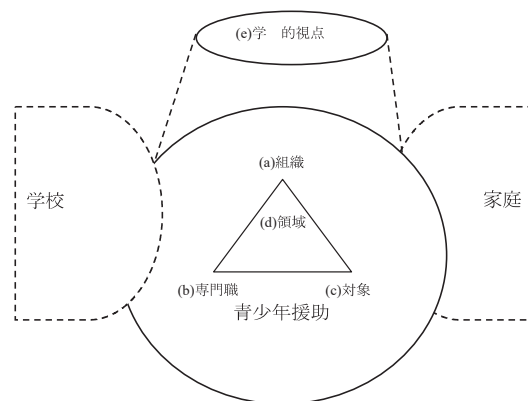 (e)学 的視点
(a)組織
学校
家庭
(d)領域
(b)専門職
(c)対象
青少年援助